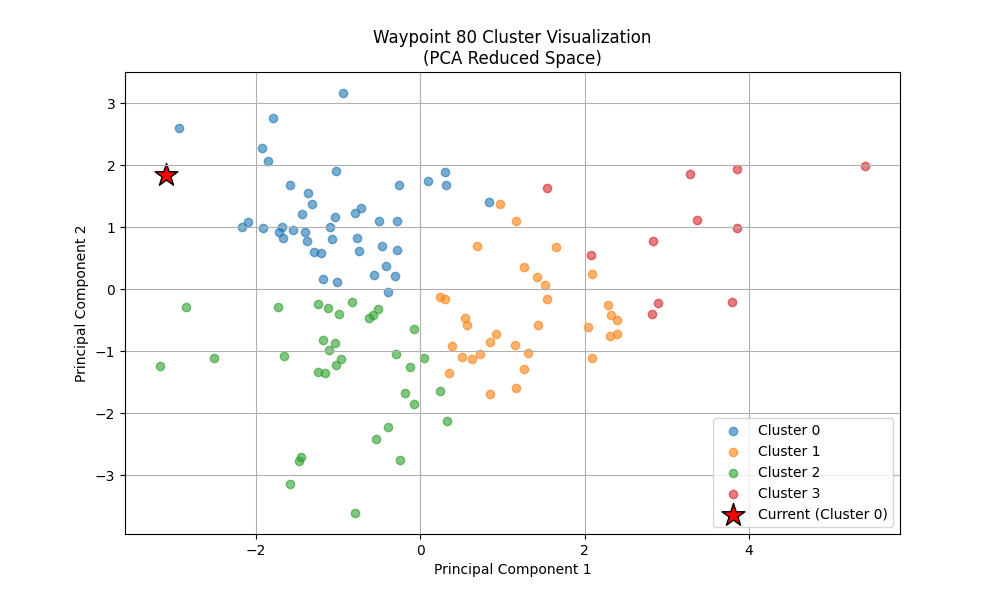 Waypoint 80 Cluster Visualization
(PCA Reduced Space)
Principal Component 2
3
2
1
0
−1
−2
−3
−2
0
2
4
Principal Component 1
Cluster 0
Cluster 1
Cluster 2
Cluster 3
Current (Cluster 0)